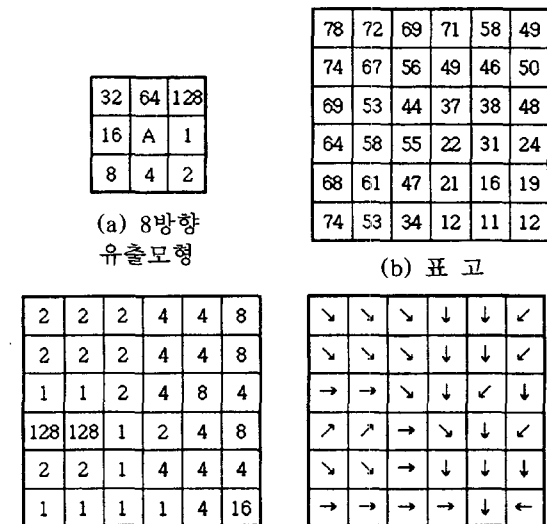 32 64 128
16 A 1
8 4 2
(a) 8방향
유출모형
78 72 69 71 58 49
74 67 56 49 46 50
69 53 44 37 38 48
64 58 55 22 31 24
68 61 47 21 16 19
74 53 34 12 11 12
(b) 표 고
2 2 2 4 4 8
2 2 2 4 4 8
1 1 2 4 8 4
128 128 1 2 4 8
2 2 1 4 4 4
1 1 1 1 4 16
↘ ↘ ↘ ↓ ↓ ↙
↘ ↘ ↘ ↓ ↓ ↙
→ → ↘ ↓ ↙ ↓
↗ ↗ → ↘ ↓ ↙
↘ ↘ → ↓ ↓ ↓
→ → → → ↓ ←